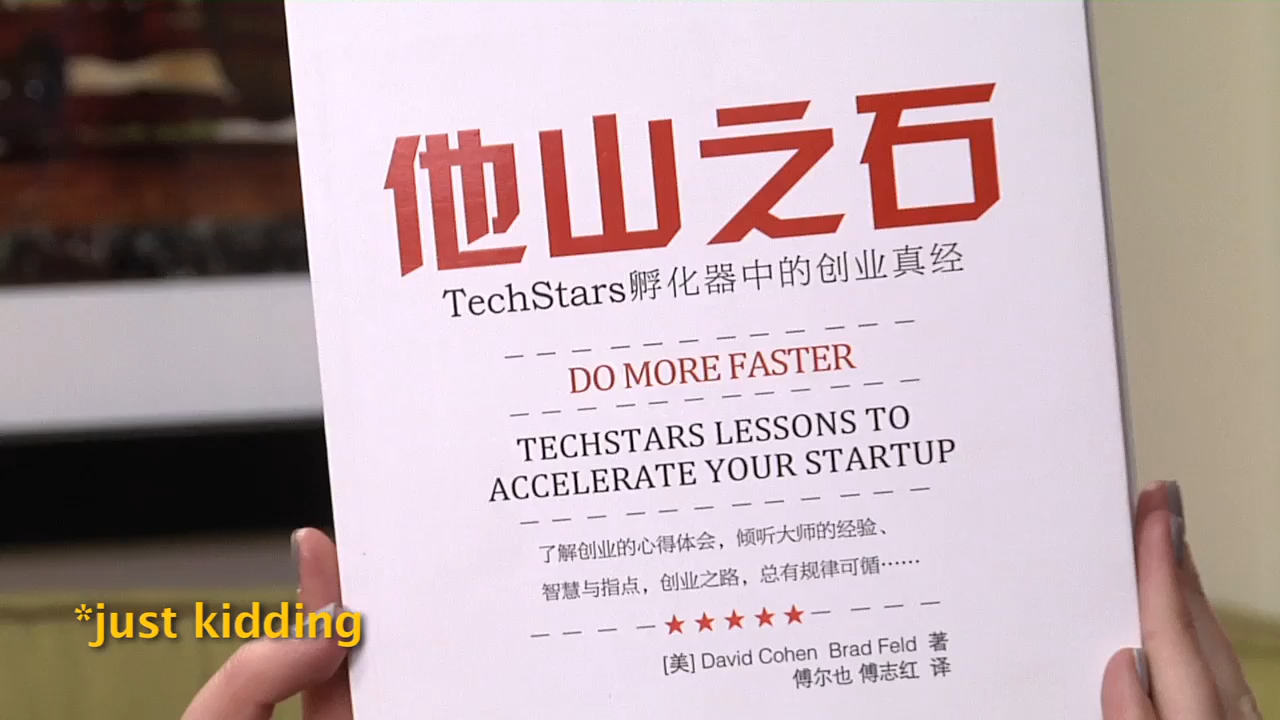 他山之石
TechStars孵化器中的创业真经
DO MORE FASTER
TECHSTARS LESSONS TO
ACCELERATE YOUR STARTUP
了解创业的心得体会，倾听大师的经验、
智慧与指点，创业之路，总有规律可循……
★★★★★
[美] David Cohen Brad Feld 著
傅尔也 傅志红 译
*just kidding